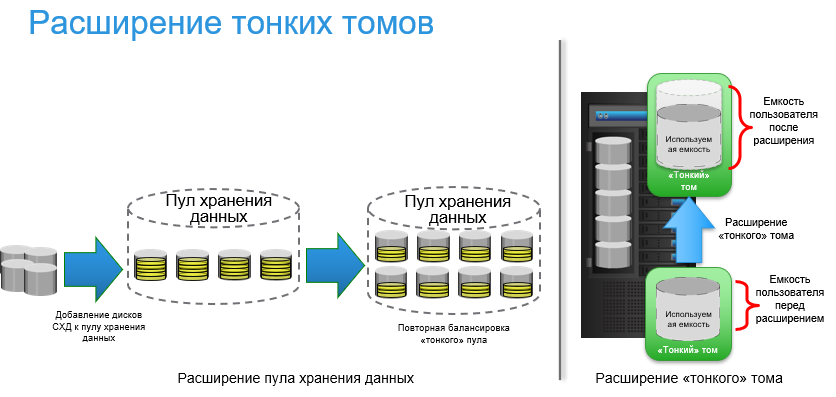 Расширение тонких томов
Пул хранения
данных
Пул хранения
данных
Добавление дисков
СХД к пулу хранения
данных
Повторная балансировка
«тонкого» пула
Расширение пула хранения данных
Используем
ая емкость
«Тонкий»
том
Емкость
пользователя
после
расширения
Расширение
«тонкого» тома
Используем
ая емкость
«Тонкий» том
Емкость
пользователя
перед
расширением
Расширение «тонкого» тома